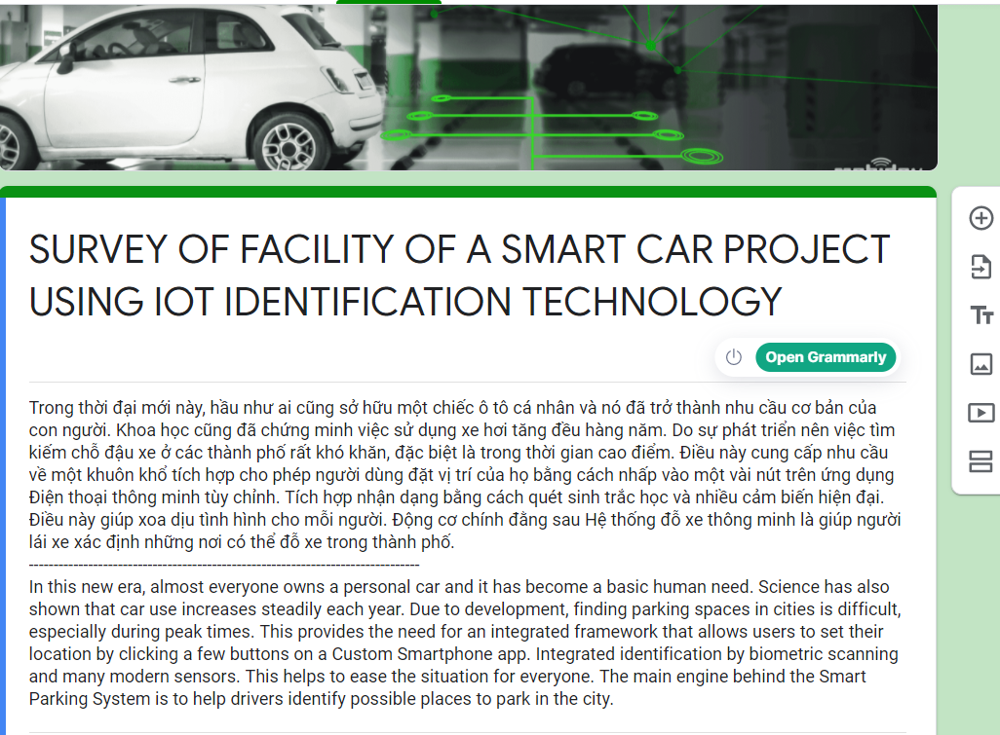 SURVEY OF FACILITY OF A SMART CAR PROJECT
USING IOT IDENTIFICATION TECHNOLOGY
Open Grammarly
Trong thời đại mới này, hầu như ai cũng sở hữu một chiếc ô tô cá nhân và nó đã trở thành nhu cầu cơ bản của
con người. Khoa học cũng đã chứng minh việc sử dụng xe hơi tăng đều hàng năm. Do sự phát triển nên việc tìm
kiếm chỗ đậu xe ở các thành phố rất khó khăn, đặc biệt là trong thời gian cao điểm. Điều này cung cấp nhu cầu
về một khuôn khổ tích hợp cho phép người dùng đặt vị trí của họ bằng cách nhấp vào một vài nút trên ứng dụng
Điện thoại thông minh tùy chỉnh. Tích hợp nhận dạng bằng cách quét sinh trắc học và nhiều cảm biến hiện đại.
Điều này giúp xoa dịu tình hình cho mỗi người. Động cơ chính đằng sau Hệ thống đỗ xe thông minh là giúp người
lái xe xác định những nơi có thể đỗ xe trong thành phố.
--------------------------------------------------------------------------------
In this new era, almost everyone owns a personal car and it has become a basic human need. Science has also
shown that car use increases steadily each year. Due to development, finding parking spaces in cities is difficult,
especially during peak times. This provides the need for an integrated framework that allows users to set their
location by clicking a few buttons on a Custom Smartphone app. Integrated identification by biometric scanning
and many modern sensors. This helps to ease the situation for everyone. The main engine behind the Smart
Parking System is to help drivers identify possible places to park in the city.